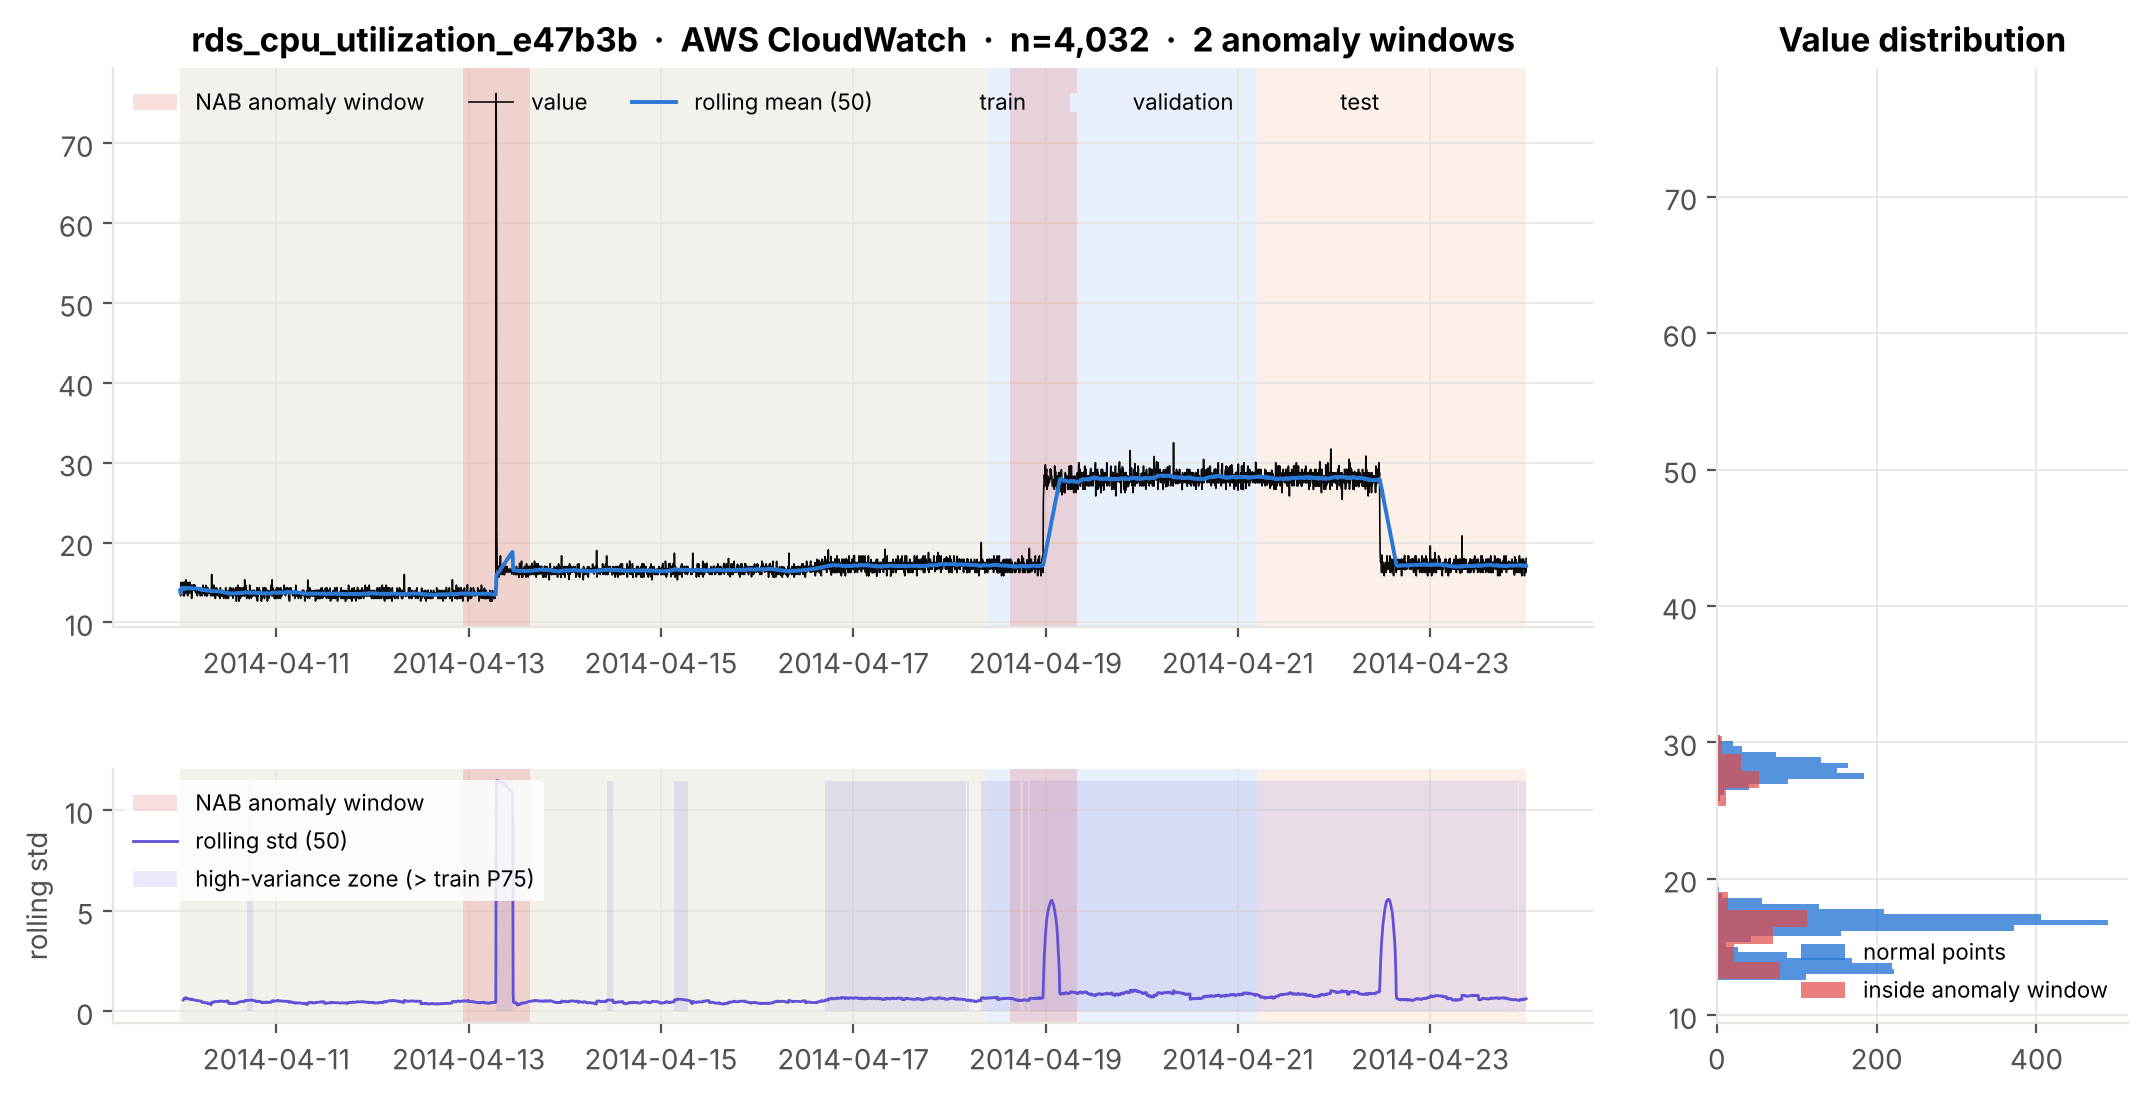 rds_cpu_utilization_e47b3b · AWS CloudWatch · n=4,032 · 2 anomaly windows
NAB anomaly window
value
rolling mean (50)
train
validation
test
70
60
50
40
30
20
10
2014-04-11
2014-04-13
2014-04-15
2014-04-17
2014-04-19
2014-04-21
2014-04-23
rolling std
10
5
0
NAB anomaly window
rolling std (50)
high-variance zone (> train P75)
2014-04-11
2014-04-13
2014-04-15
2014-04-17
2014-04-19
2014-04-21
2014-04-23
Value distribution
70
60
50
40
30
20
10
normal points
inside anomaly window
0
200
400